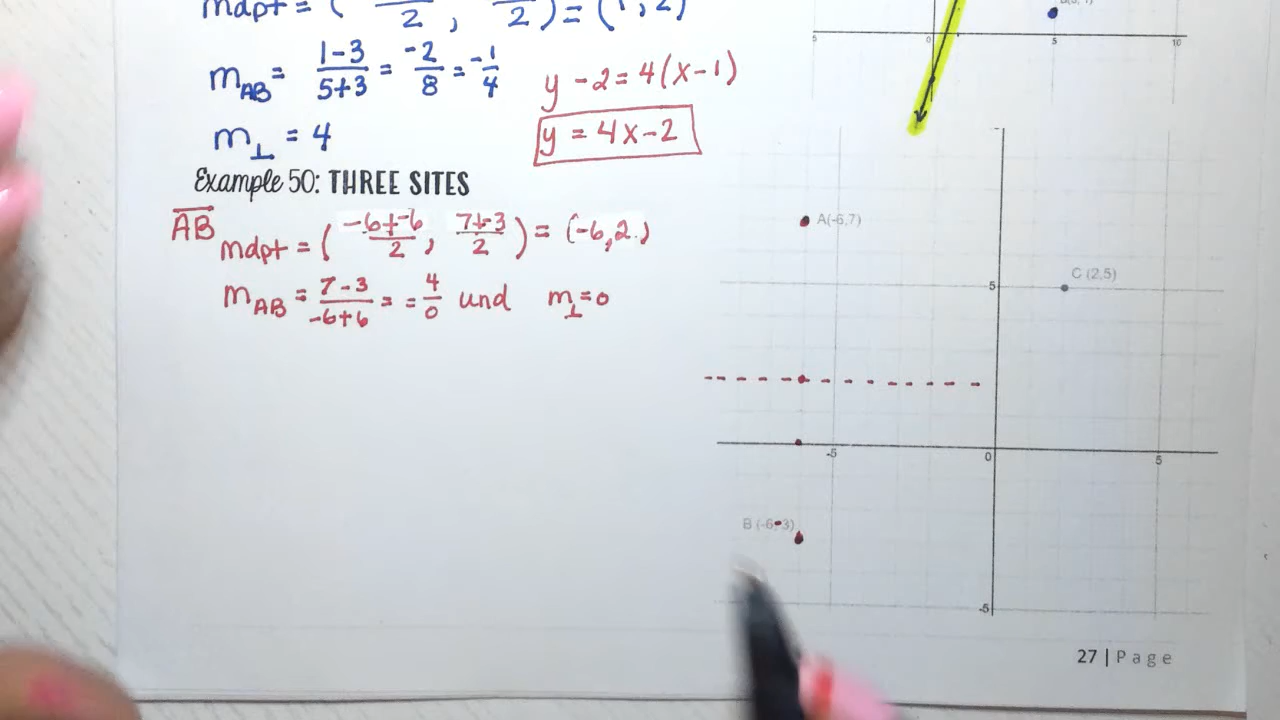 mdpt = ( /2 , /2 ) = (1, 2)
m_AB = (1-3)/(5+3) = -2/8 = -1/4
y - 2 = 4(x-1)
m⊥ = 4
y = 4x-2
Example 50: THREE SITES
AB mdpt = ( (-6+-6)/2 , (7+-3)/2 ) = (-6,2)
m_AB = (7-3)/(-6+6) = = 4/0 und m⊥=0
5
0
5
10
A(-6,7)
C (2,5)
5
-5
0
5
B (-6,-3)
-5
27 | Page